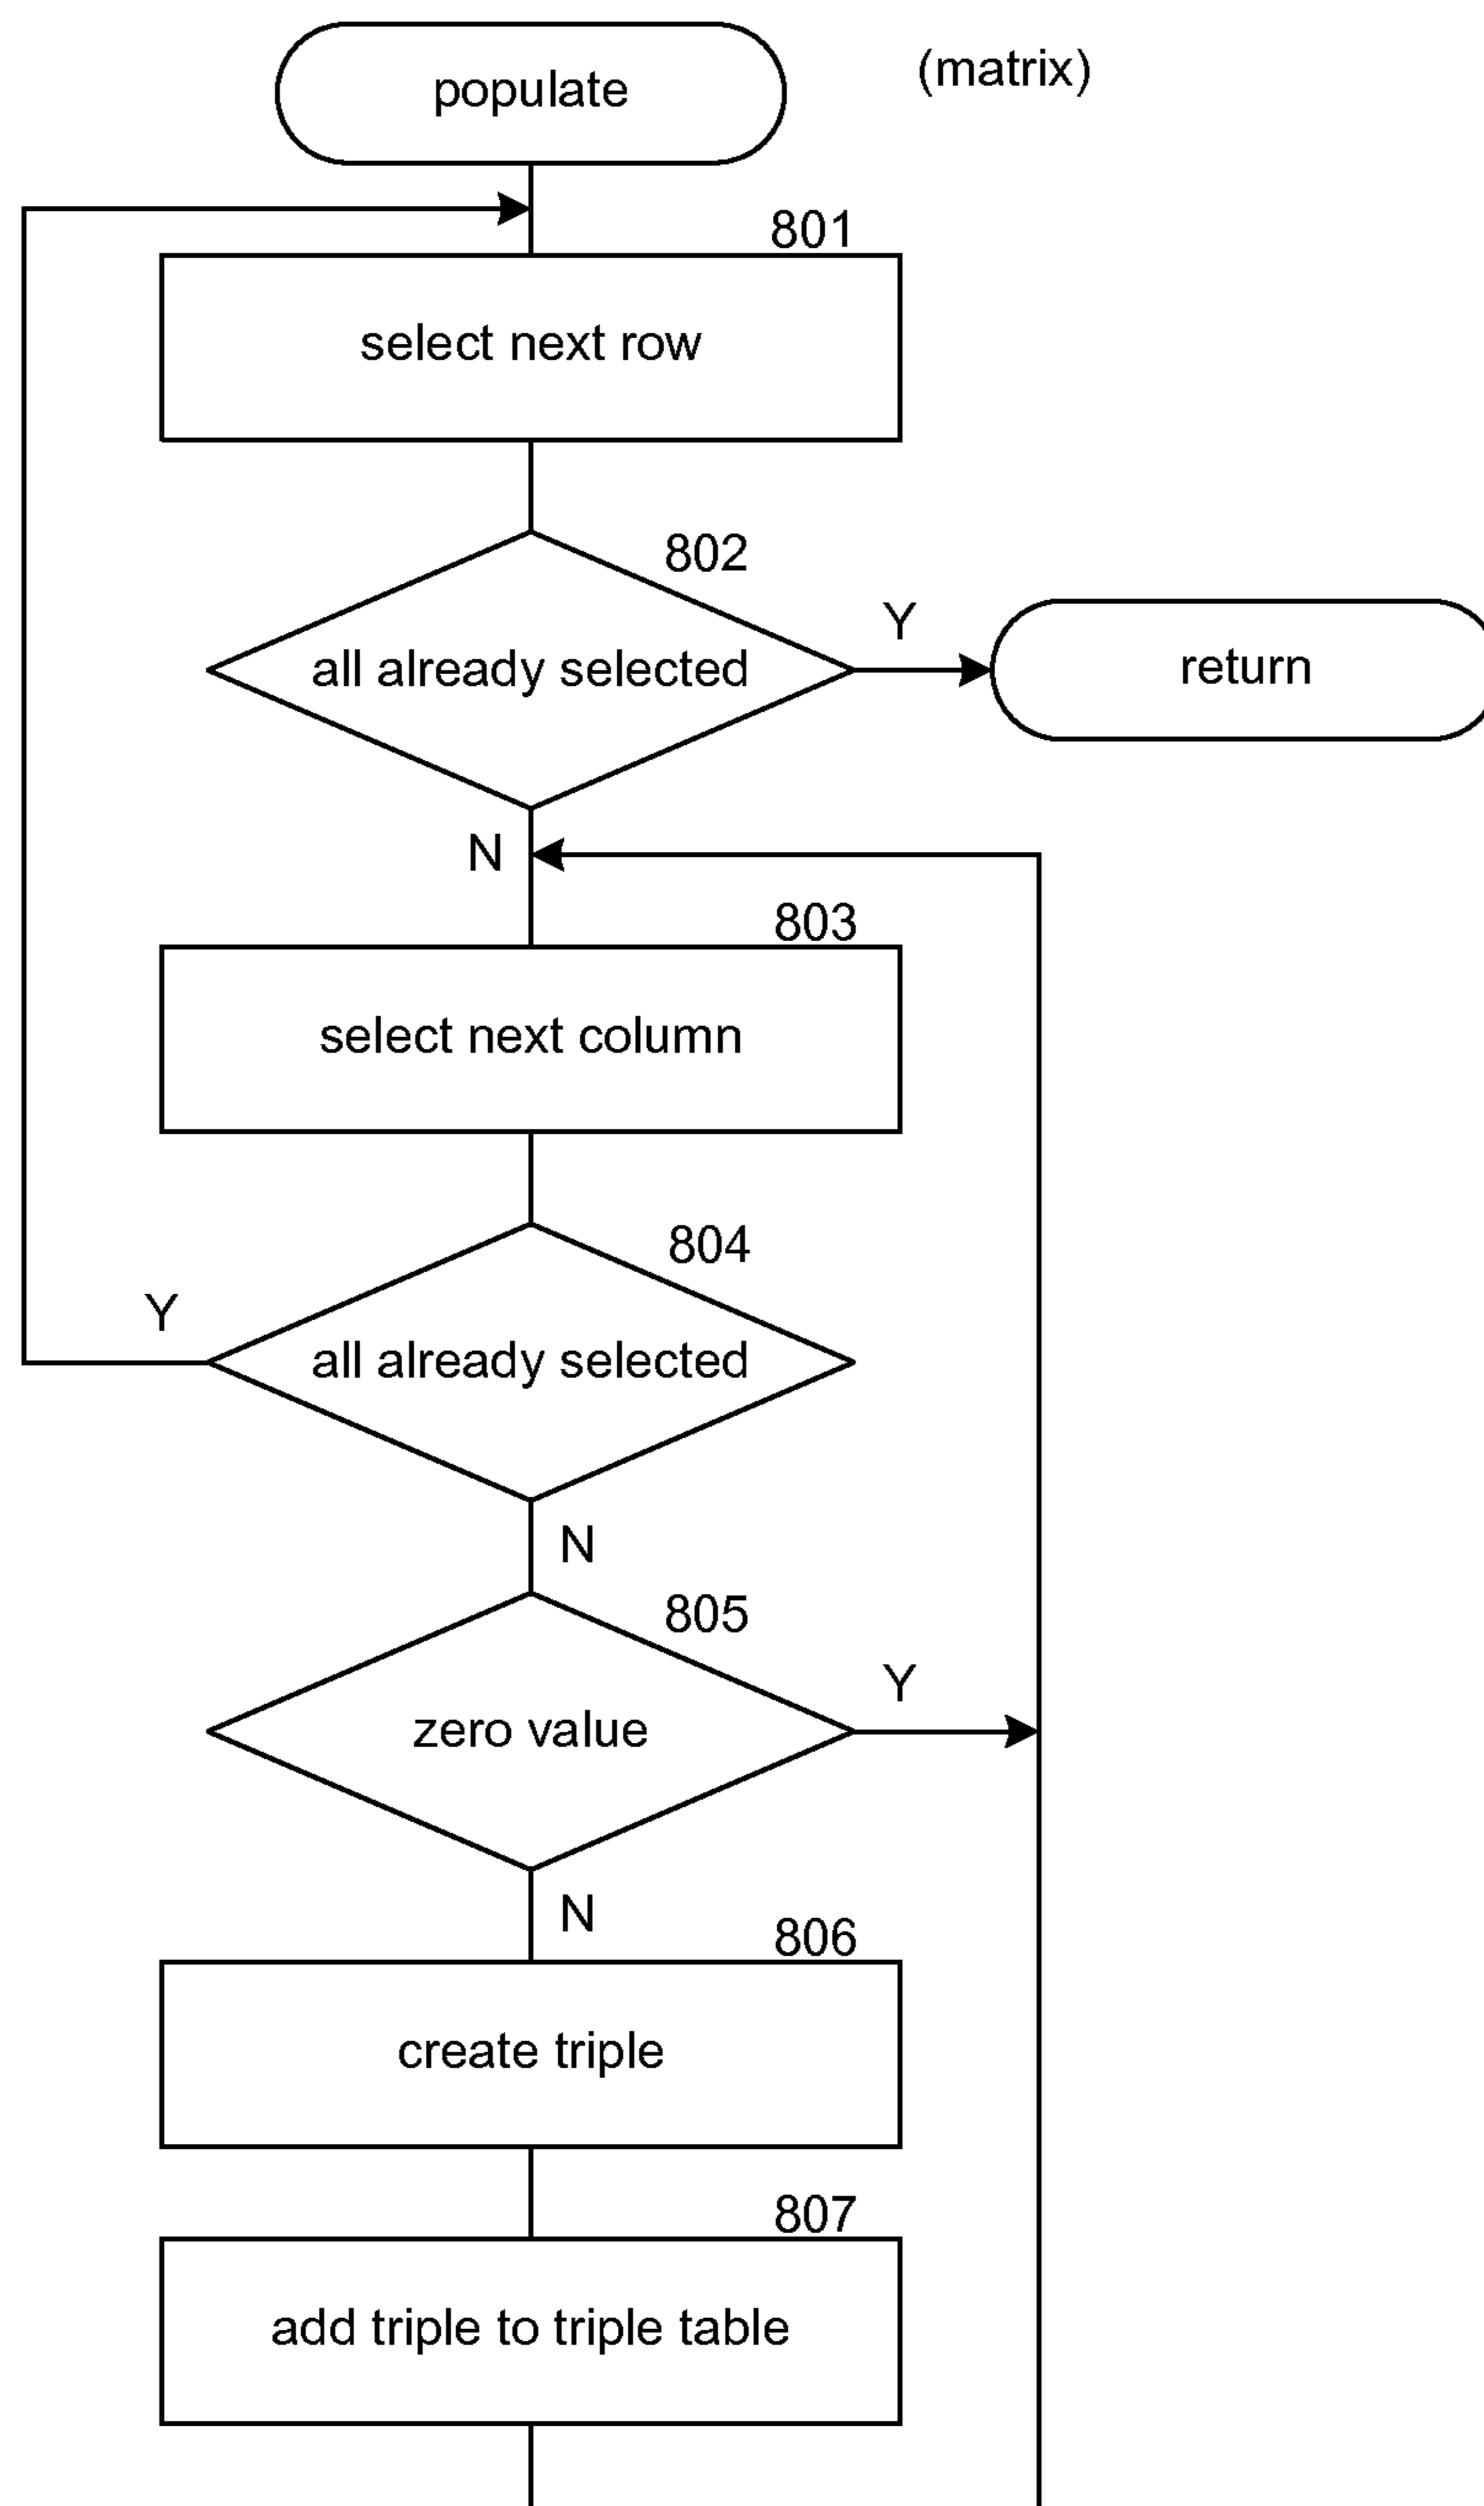 populate
(matrix)
801
select next row
802
all already selected
Y
return
N
803
select next column
804
all already selected
Y
N
805
zero value
Y
N
806
create triple
807
add triple to triple table